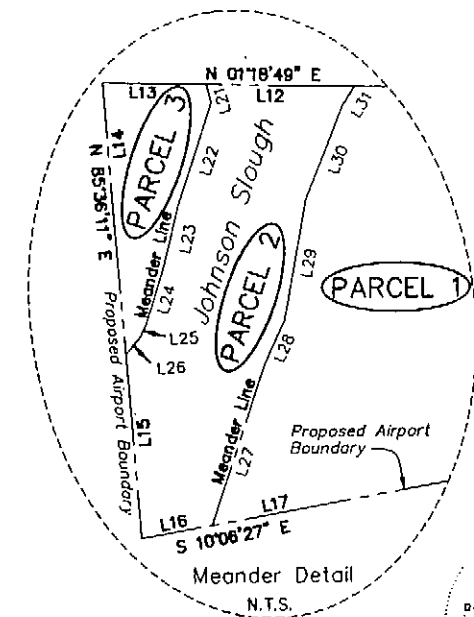 N 01°18'49" E
L13
L21
L12
L31
L14
PARCEL 3
L22
L30
N 85°36'11" E
Johnson Slough
L23
Meander Line
L24
PARCEL 2
L29
PARCEL 1
L25
L26
L28
Proposed Airport Boundary
L15
Meander Line
L27
Proposed Airport
Boundary
L16
L17
S 10°06'27" E
Meander Detail
N.T.S.